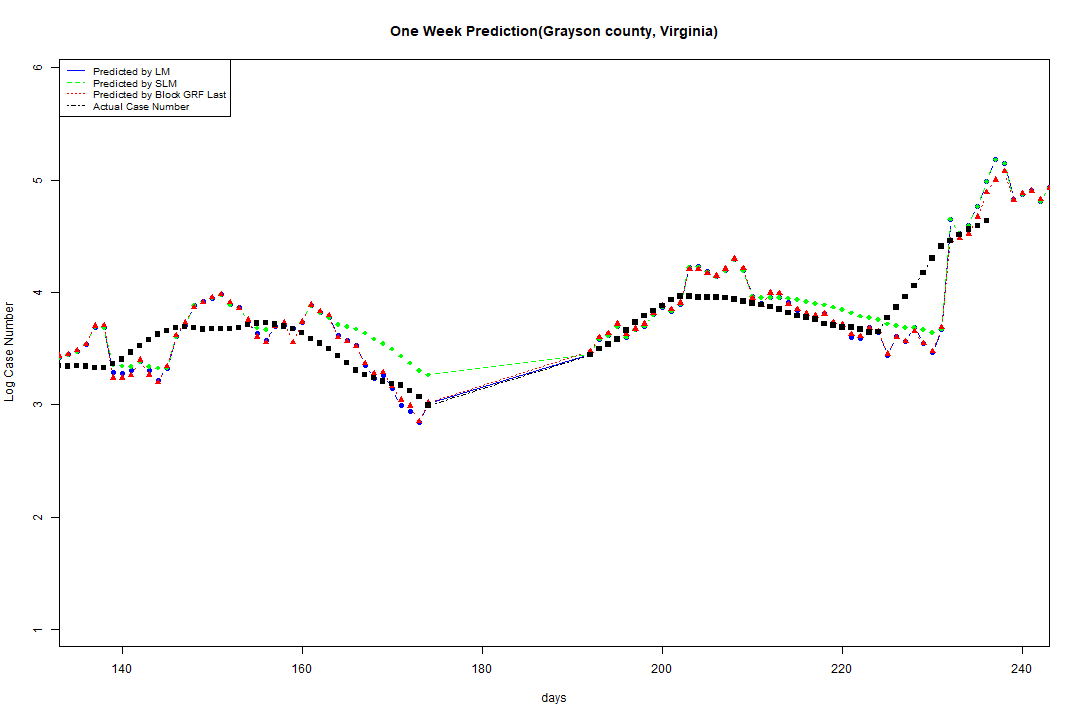 One Week Prediction(Grayson county, Virginia)
Predicted by LM
Predicted by SLM
Predicted by Block GRF Last
Actual Case Number
Log Case Number
6
5
4
3
2
1
140 160 180 200 220 240
days